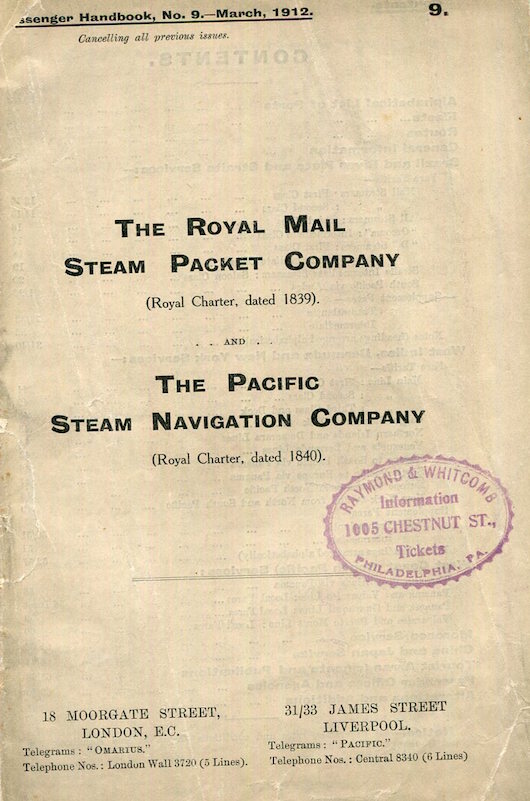 ssenger Handbook, No. 9.—March, 1912.
9.
Cancelling all previous issues.
THE ROYAL MAIL
STEAM PACKET COMPANY
(Royal Charter, dated 1839).
. . AND .
THE PACIFIC
STEAM NAVIGATION COMPANY
(Royal Charter, dated 1840).
RAYMOND & WHITCOMB
Information
1005 CHESTNUT ST.,
Tickets
PHILADELPHIA, PA.
18 MOORGATE STREET,
LONDON, E.C.
Telegrams : "OMARIUS."
Telephone Nos. : London Wall 3720 (5 Lines).
31/33 JAMES STREET
LIVERPOOL.
Telegrams : "PACIFIC."
Telephone Nos. : Central 8340 (6 Lines)